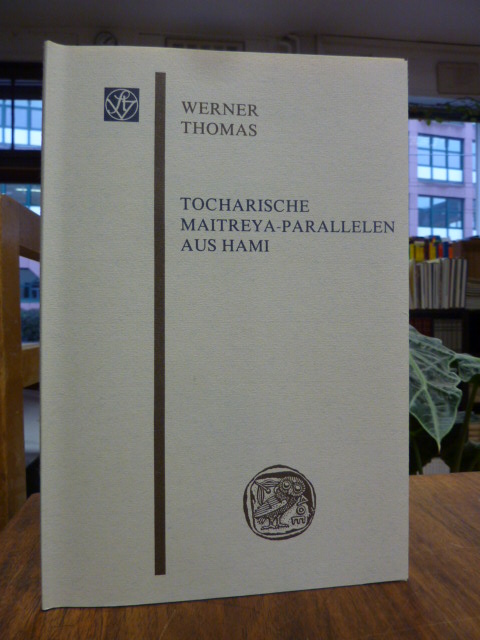 WERNER
THOMAS
TOCHARISCHE
MAITREYA-PARALLELEN
AUS HAMI